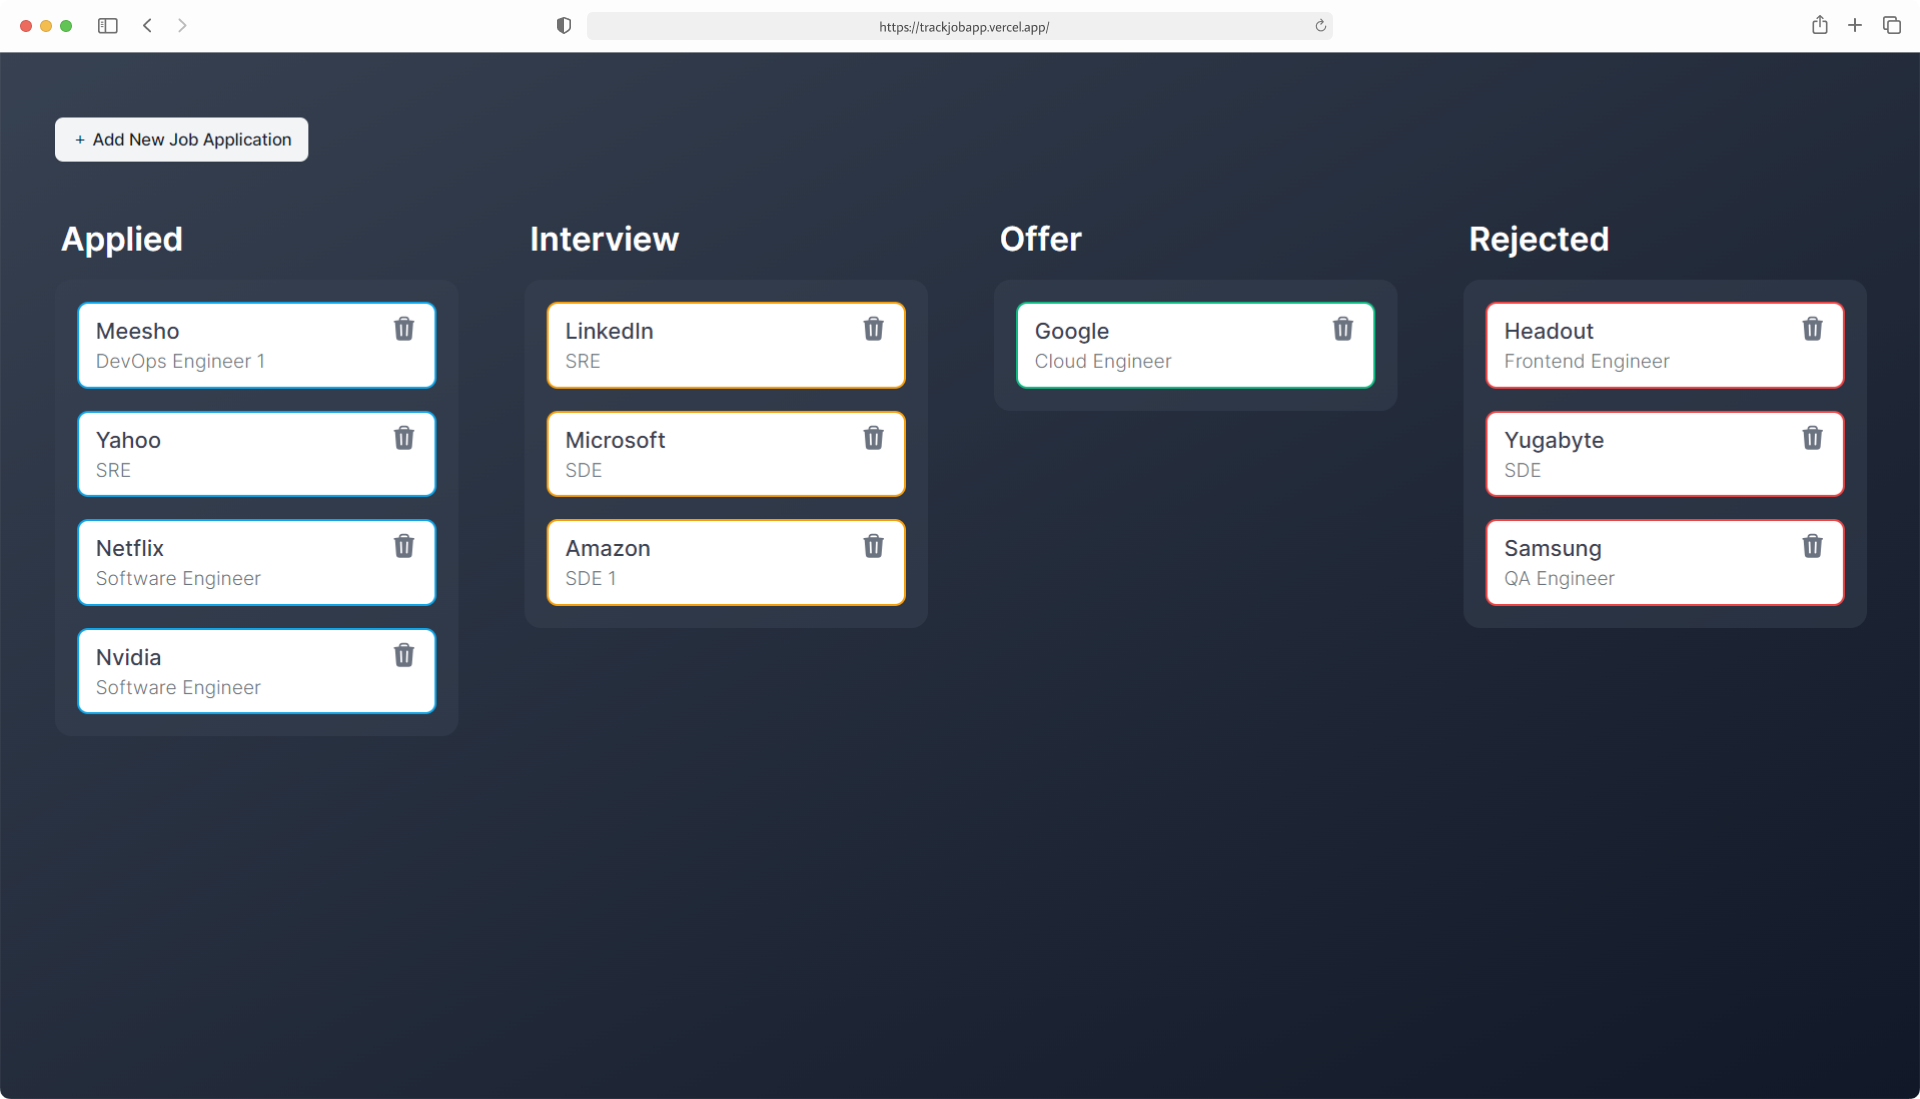 https://trackjobapp.vercel.app/
+ Add New Job Application
Applied
Meesho
DevOps Engineer 1
Yahoo
SRE
Netflix
Software Engineer
Nvidia
Software Engineer
Interview
LinkedIn
SRE
Microsoft
SDE
Amazon
SDE 1
Offer
Google
Cloud Engineer
Rejected
Headout
Frontend Engineer
Yugabyte
SDE
Samsung
QA Engineer